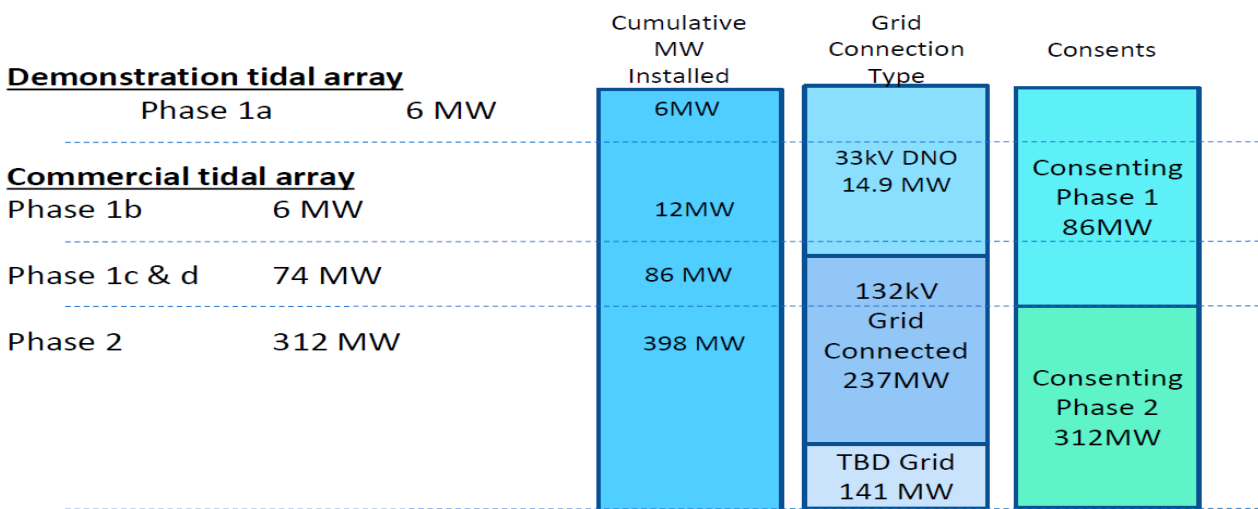 Cumulative
MW
Installed
Grid
Connection
Type
Consents
Demonstration tidal array
Phase 1a 6 MW
6MW
33kV DNO
14.9 MW
Commercial tidal array
Phase 1b 6 MW
12MW
Consenting
Phase 1
86MW
Phase 1c & d 74 MW
86 MW
132kV
Grid
Connected
237MW
Phase 2 312 MW
398 MW
Consenting
Phase 2
312MW
TBD Grid
141 MW